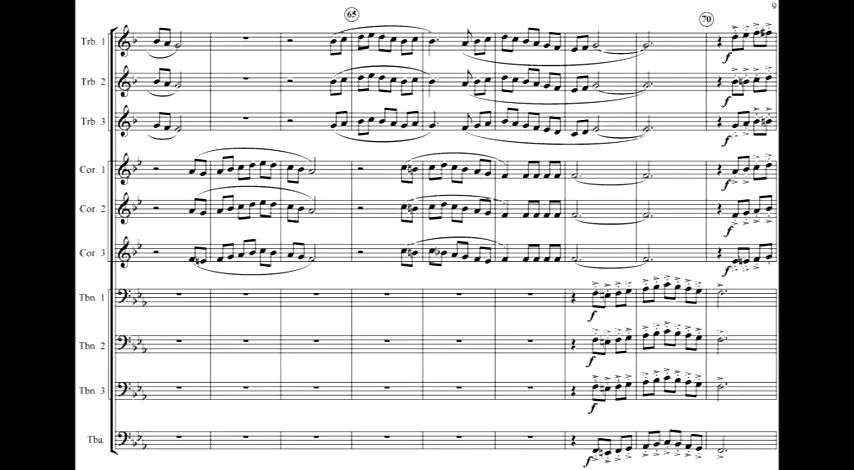 9
65
70
Trb. 1
f
Trb. 2
f
Trb. 3
f
Cor. 1
f
Cor. 2
f
Cor. 3
f
Tbn. 1
f
Tbn. 2
f
Tbn. 3
f
Tba.
f